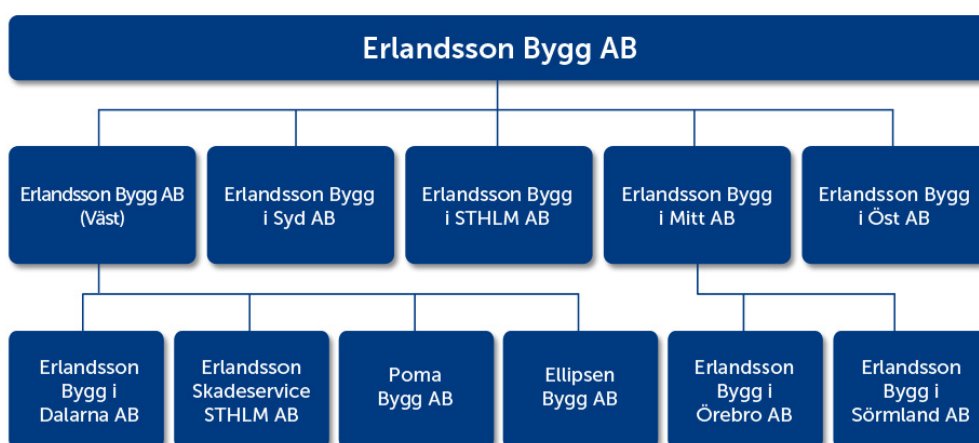 Erlandsson Bygg AB
Erlandsson Bygg AB
(Väst)
Erlandsson Bygg
i Syd AB
Erlandsson Bygg
i STHLM AB
Erlandsson Bygg
i Mitt AB
Erlandsson Bygg
i Öst AB
Erlandsson
Bygg i
Dalarna AB
Erlandsson
Skadeservice
STHLM AB
Poma
Bygg AB
Ellipsen
Bygg AB
Erlandsson
Bygg i
Örebro AB
Erlandsson
Bygg i
Sörmland AB